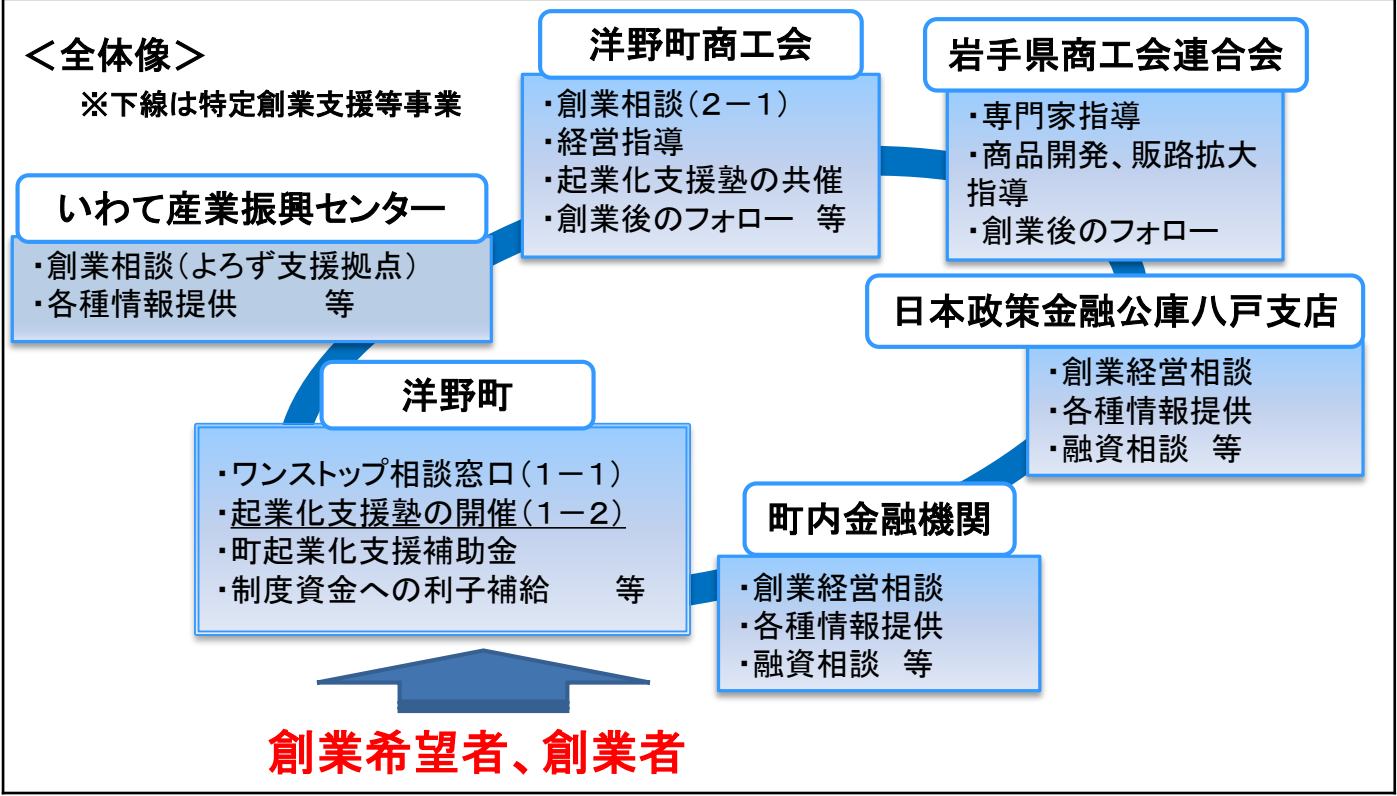 ＜全体像＞
※下線は特定創業支援等事業
洋野町商工会
・創業相談（２－１）
・経営指導
・起業化支援塾の共催
・創業後のフォロー　等
岩手県商工会連合会
・専門家指導
・商品開発、販路拡大
指導
・創業後のフォロー
いわて産業振興センター
・創業相談（よろず支援拠点）
・各種情報提供　　　等
日本政策金融公庫八戸支店
・創業経営相談
・各種情報提供
・融資相談　等
洋野町
・ワンストップ相談窓口（１－１）
・起業化支援塾の開催（１－２）
・町起業化支援補助金
・制度資金への利子補給　　等
町内金融機関
・創業経営相談
・各種情報提供
・融資相談　等
創業希望者、創業者